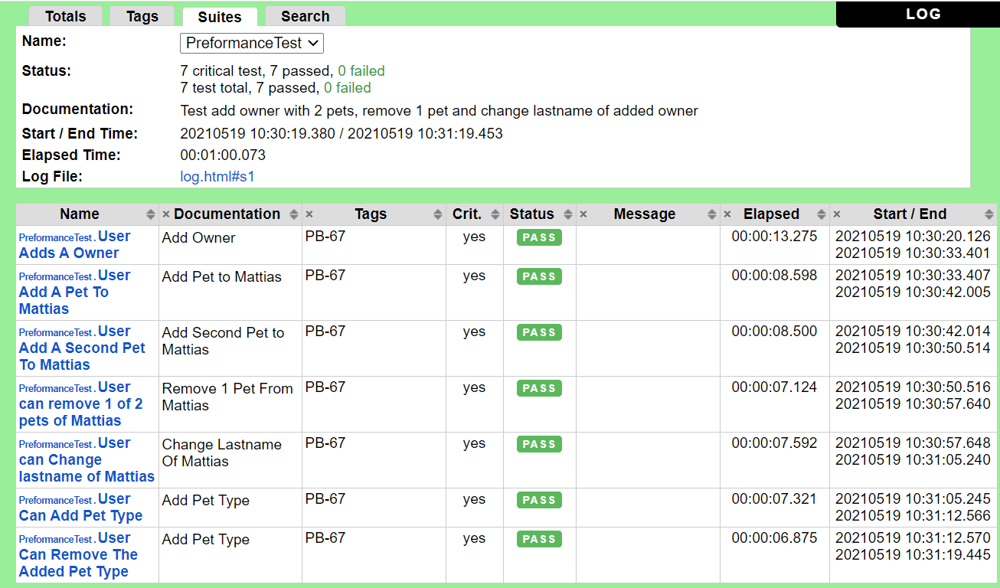 Totals Tags Suites Search LOG
Name: PreformanceTest
Status: 7 critical test, 7 passed, 0 failed
7 test total, 7 passed, 0 failed
Documentation: Test add owner with 2 pets, remove 1 pet and change lastname of added owner
Start / End Time: 20210519 10:30:19.380 / 20210519 10:31:19.453
Elapsed Time: 00:01:00.073
Log File: log.html#s1
Name × Documentation × Tags Crit. Status × Message × Elapsed × Start / End
PreformanceTest . User Add Owner PB-67 yes PASS 00:00:13.275 20210519 10:30:20.126
Adds A Owner 20210519 10:30:33.401
PreformanceTest . User Add Pet to Mattias PB-67 yes PASS 00:00:08.598 20210519 10:30:33.407
Add A Pet To 20210519 10:30:42.005
Mattias
PreformanceTest . User Add Second Pet to PB-67 yes PASS 00:00:08.500 20210519 10:30:42.014
Add A Second Pet Mattias 20210519 10:30:50.514
To Mattias
PreformanceTest . User Remove 1 Pet From PB-67 yes PASS 00:00:07.124 20210519 10:30:50.516
can remove 1 of 2 Mattias 20210519 10:30:57.640
pets of Mattias
PreformanceTest . User Change Lastname PB-67 yes PASS 00:00:07.592 20210519 10:30:57.648
can Change Of Mattias 20210519 10:31:05.240
lastname of Mattias
PreformanceTest . User Add Pet Type PB-67 yes PASS 00:00:07.321 20210519 10:31:05.245
Can Add Pet Type 20210519 10:31:12.566
PreformanceTest . User Add Pet Type PB-67 yes PASS 00:00:06.875 20210519 10:31:12.570
Can Remove The 20210519 10:31:19.445
Added Pet Type